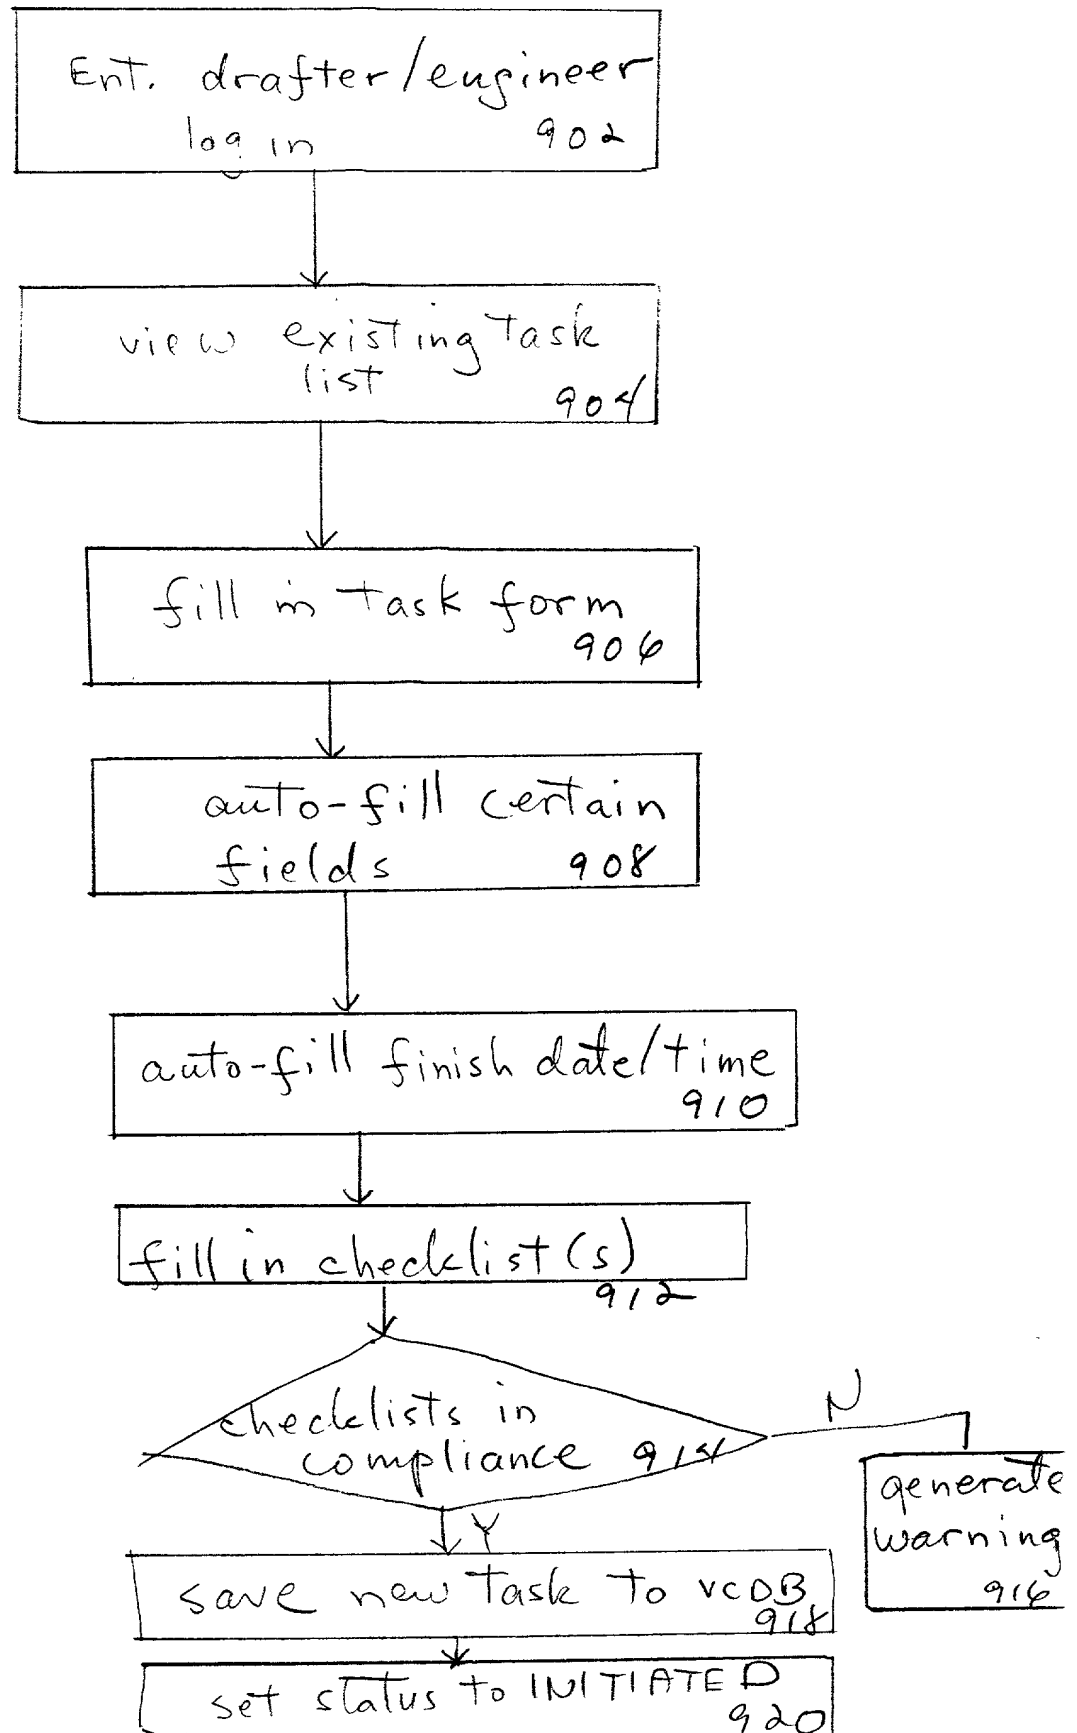 Ent. drafter/engineer
log in 902
view existing task
list 904
fill in task form
906
auto-fill certain
fields 908
auto-fill finish date/time
910
fill in checklist(s)
912
checklists in
compliance 914
N
generate
warning
916
Y
save new task to VCDB
918
set status to INITIATED
920